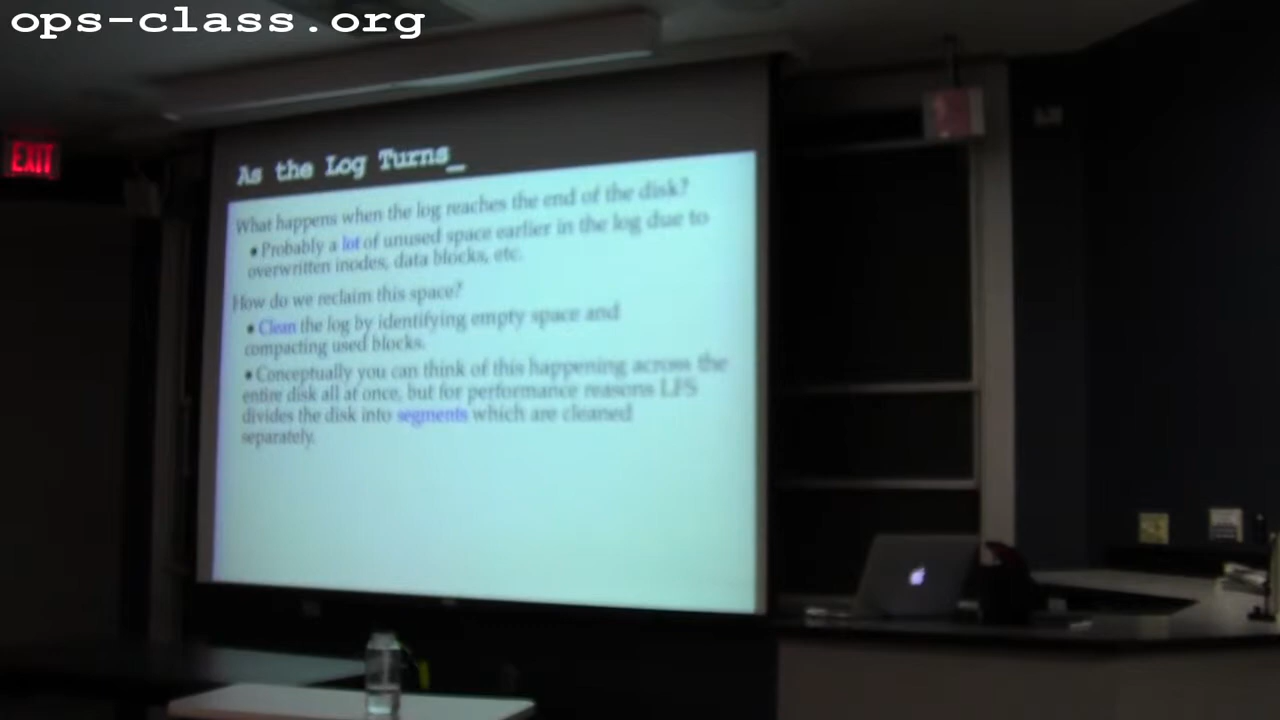 ops-class.org
EXIT
As the Log Turns_
What happens when the log reaches the end of the disk?
• Probably a lot of unused space earlier in the log due to
overwritten inodes, data blocks, etc.
How do we reclaim this space?
• Clean the log by identifying empty space and
compacting used blocks.
• Conceptually you can think of this happening across the
entire disk all at once, but for performance reasons LFS
divides the disk into segments which are cleaned
separately.